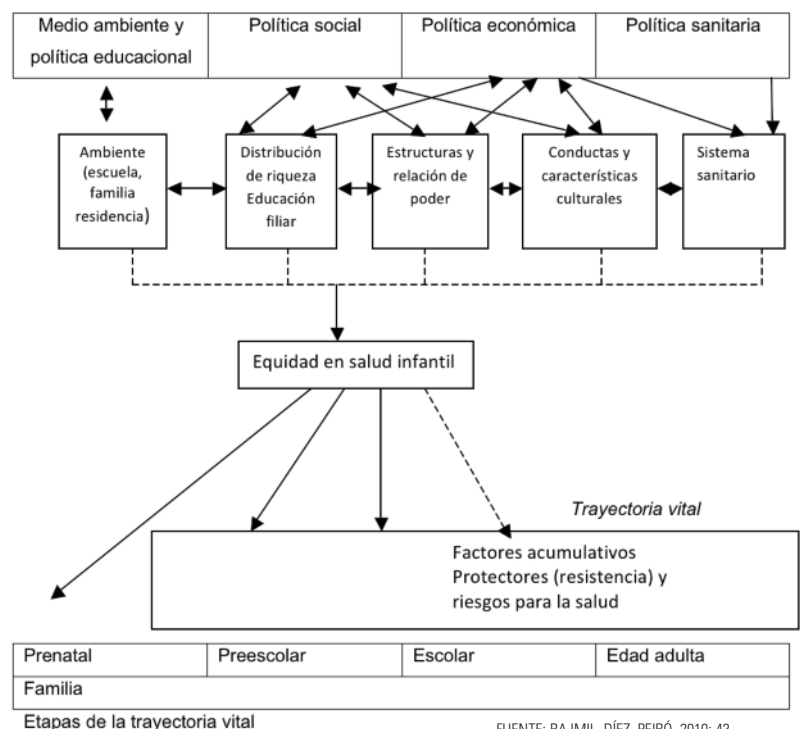 Medio ambiente y
política educacional
Política social
Política económica
Política sanitaria
Ambiente
(escuela,
familia
residencia)
Distribución
de riqueza
Educación
filiar
Estructuras y
relación de
poder
Conductas y
características
culturales
Sistema
sanitario
Equidad en salud infantil
Trayectoria vital
Factores acumulativos
Protectores (resistencia) y
riesgos para la salud
Prenatal
Preescolar
Escolar
Edad adulta
Familia
Etapas de la trayectoria vital
FUENTE: